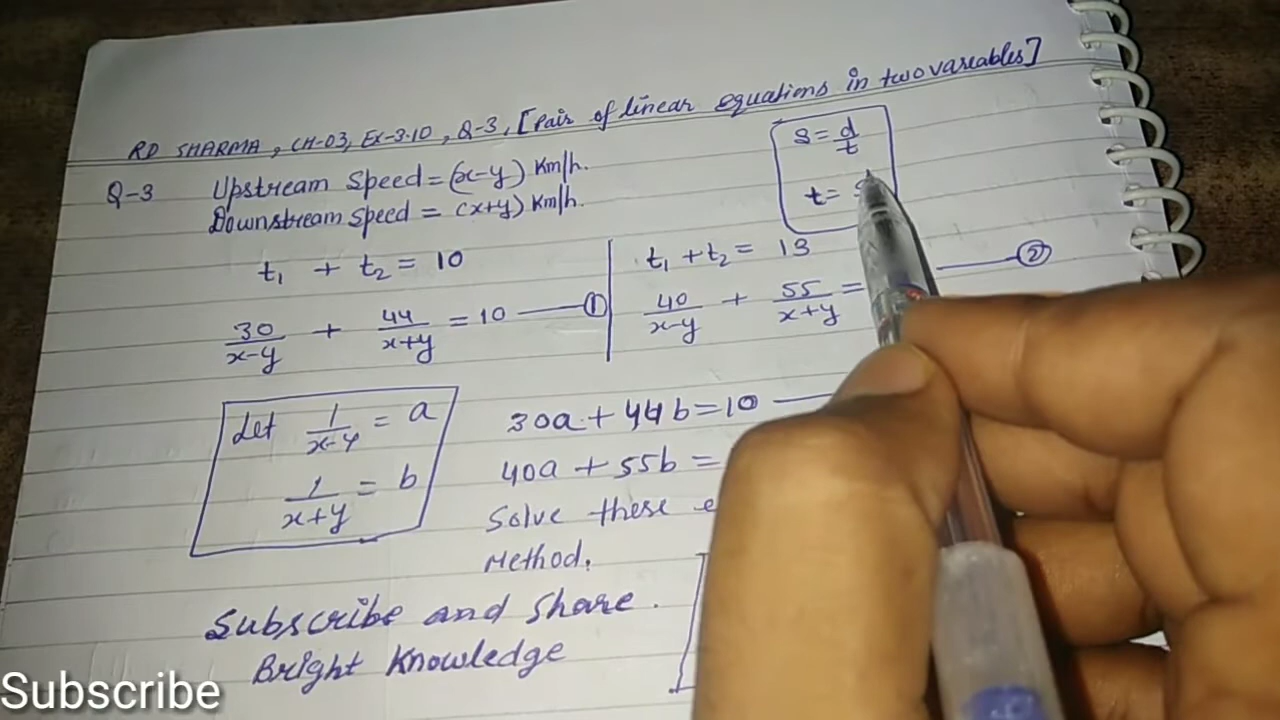 RD SHARMA, CH-03, Ex-3.10, Q-3, [Pair of linear equations in two variables]
Q-3 Upstream Speed = (x-y) Km/h.
Downstream Speed = (x+y) Km/h.
s = d/t
t =
t₁ + t₂ = 10
30/(x-y) + 44/(x+y) = 10 —— ①
t₁ + t₂ = 13
40/(x-y) + 55/(x+y) = —— ②
Let 1/(x-y) = a
1/(x+y) = b
30a + 44b = 10 ——
40a + 55b =
Solve these
Method.
Subscribe and Share.
Bright Knowledge
Subscribe